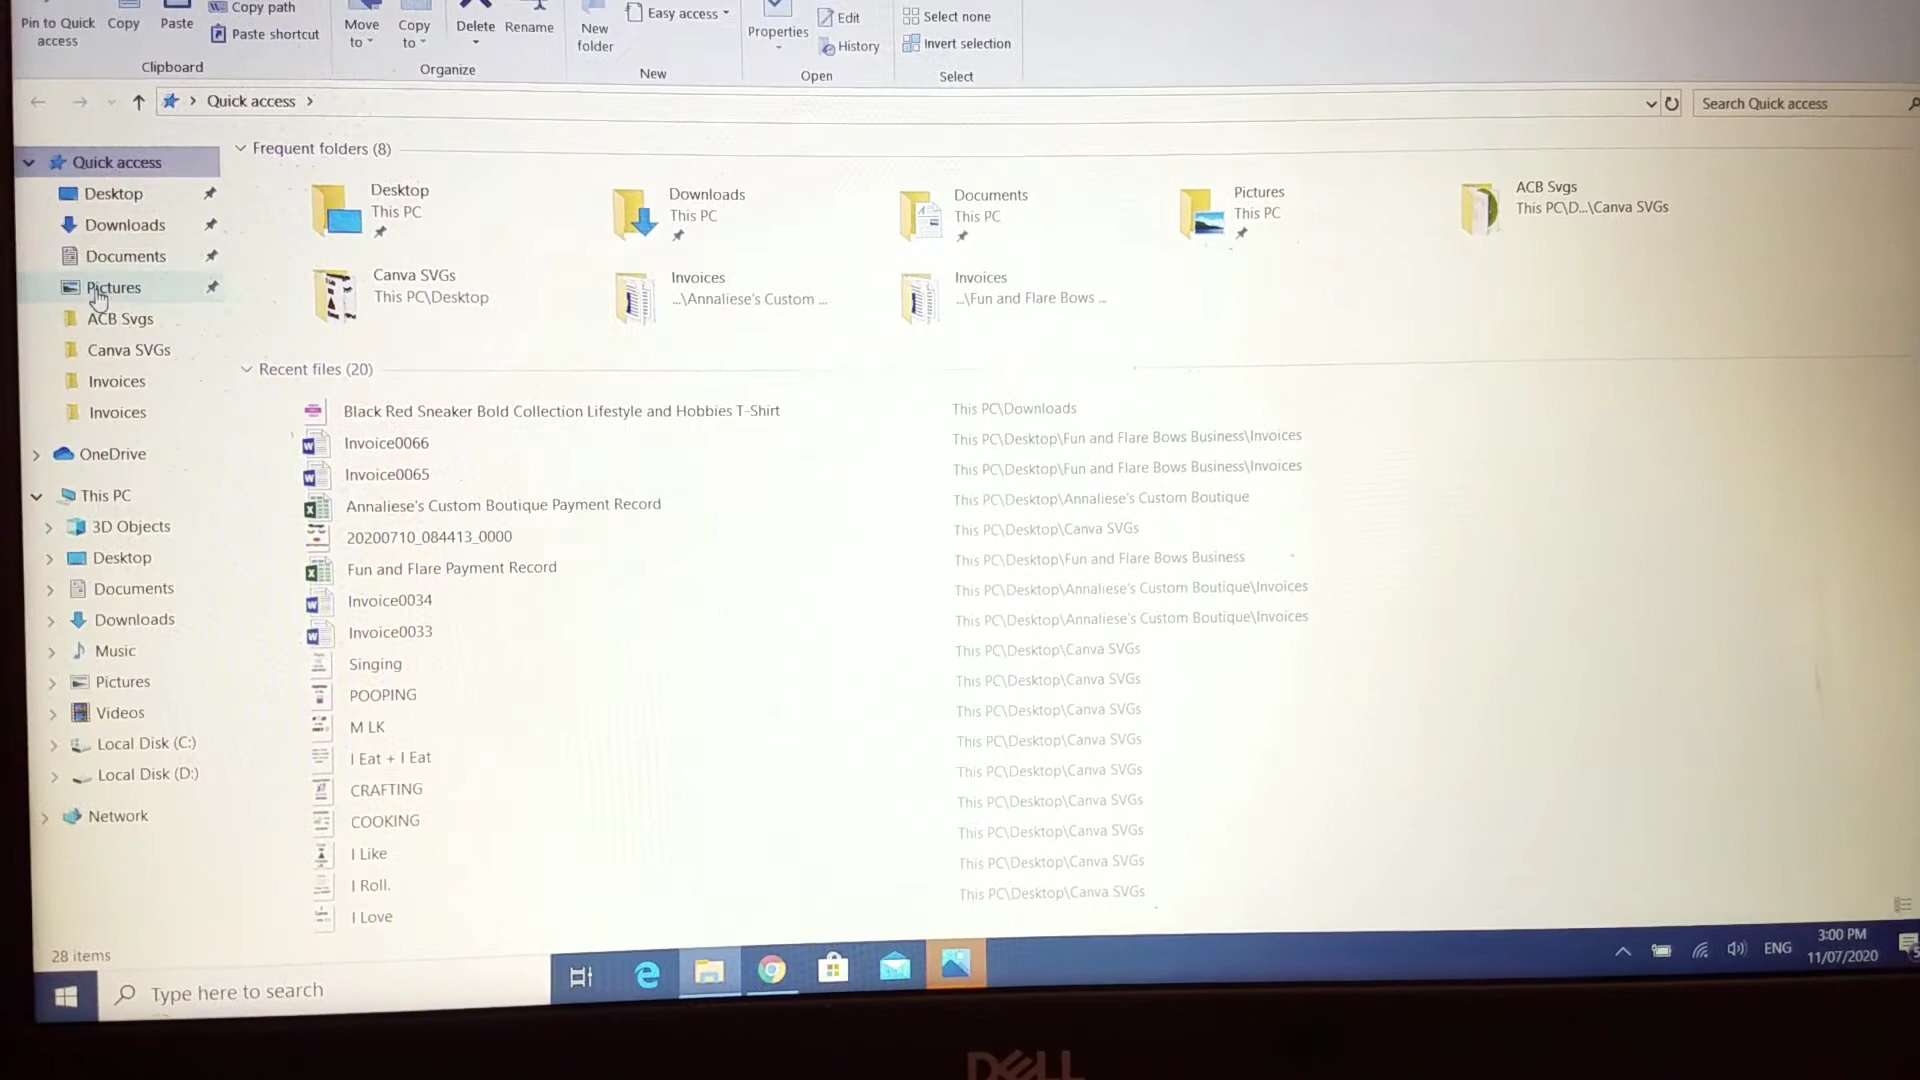 Pin to Quick access
Copy
Paste
Copy path
Paste shortcut
Clipboard
Move to
Copy to
Delete
Rename
Organize
New folder
Easy access
New
Properties
Edit
History
Open
Select none
Invert selection
Select
Quick access
Search Quick access
Quick access
Desktop
Downloads
Documents
Pictures
ACB Svgs
Canva SVGs
Invoices
Invoices
OneDrive
This PC
3D Objects
Desktop
Documents
Downloads
Music
Pictures
Videos
Local Disk (C:)
Local Disk (D:)
Network
Frequent folders (8)
Desktop
This PC
Downloads
This PC
Documents
This PC
Pictures
This PC
ACB Svgs
This PC\D...\Canva SVGs
Canva SVGs
This PC\Desktop
Invoices
...\Annaliese's Custom ...
Invoices
...\Fun and Flare Bows ...
Recent files (20)
Black Red Sneaker Bold Collection Lifestyle and Hobbies T-Shirt This PC\Downloads
Invoice0066 This PC\Desktop\Fun and Flare Bows Business\Invoices
Invoice0065 This PC\Desktop\Fun and Flare Bows Business\Invoices
Annaliese's Custom Boutique Payment Record This PC\Desktop\Annaliese's Custom Boutique
20200710_084413_0000 This PC\Desktop\Canva SVGs
Fun and Flare Payment Record This PC\Desktop\Fun and Flare Bows Business
Invoice0034 This PC\Desktop\Annaliese's Custom Boutique\Invoices
Invoice0033 This PC\Desktop\Annaliese's Custom Boutique\Invoices
Singing This PC\Desktop\Canva SVGs
POOPING This PC\Desktop\Canva SVGs
M LK This PC\Desktop\Canva SVGs
I Eat + I Eat This PC\Desktop\Canva SVGs
CRAFTING This PC\Desktop\Canva SVGs
COOKING This PC\Desktop\Canva SVGs
I Like This PC\Desktop\Canva SVGs
I Roll. This PC\Desktop\Canva SVGs
I Love This PC\Desktop\Canva SVGs
28 items
Type here to search
ENG
3:00 PM
11/07/2020
DELL